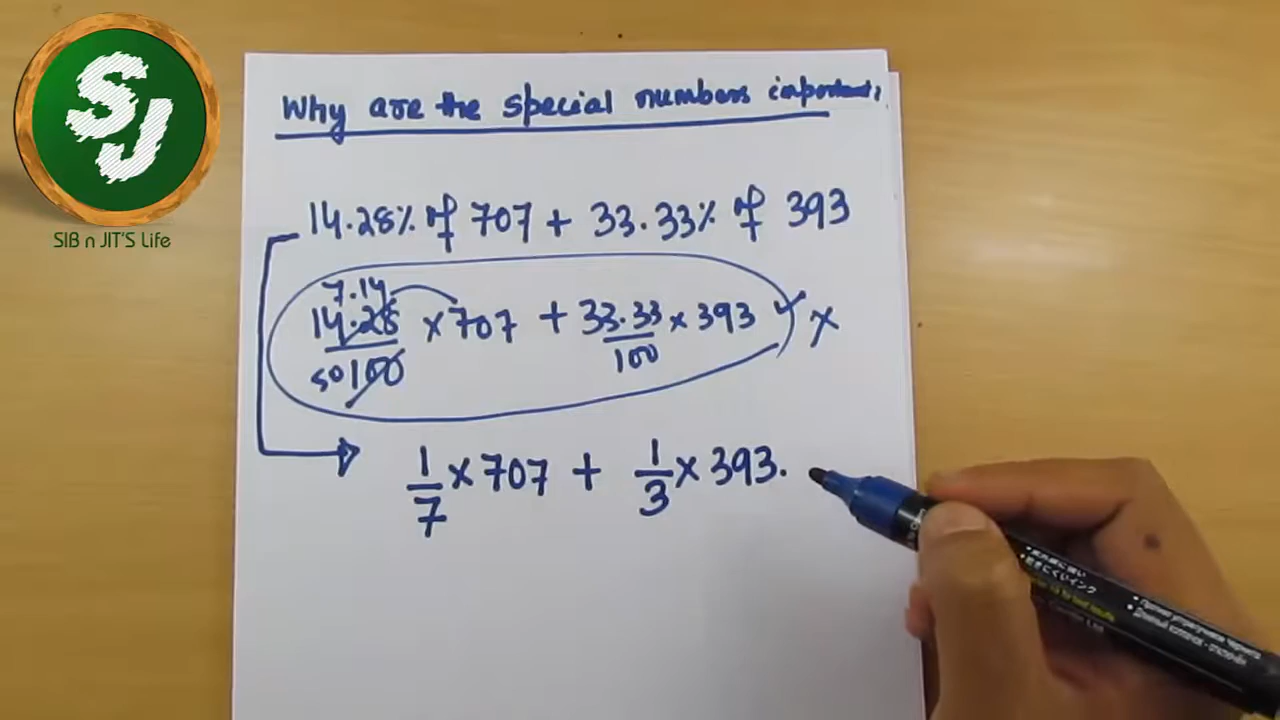 SJ
SIB n JIT'S Life
Why are the special numbers important?
14.28% of 707 + 33.33% of 393
7.14
14.28 × 707 + 33.33 × 393 ✓ ×
50 100 100
1/7 × 707 + 1/3 × 393.